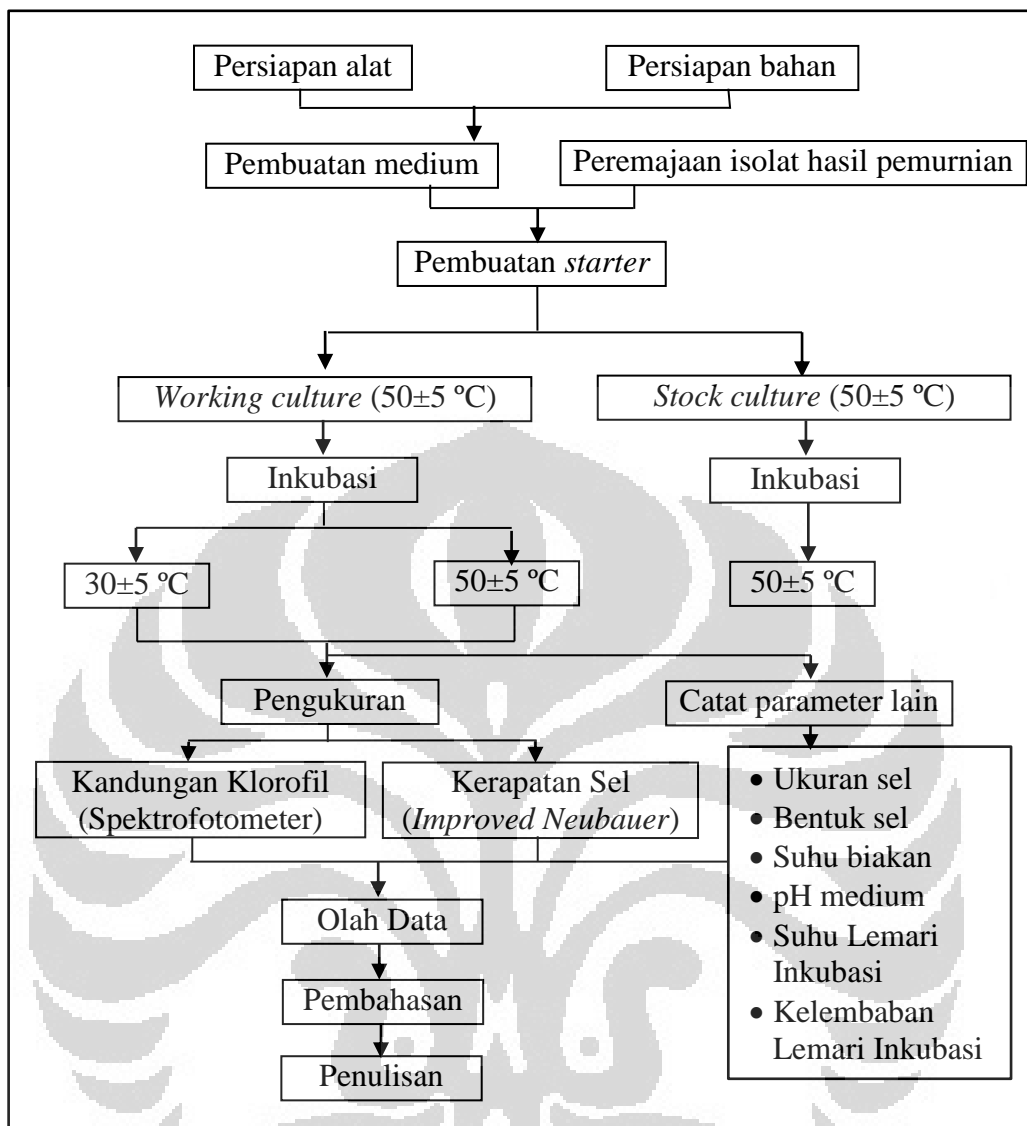 Persiapan alat
Persiapan bahan
Pembuatan medium
Peremajaan isolat hasil pemurnian
Pembuatan starter
Working culture (50±5 ºC)
Stock culture (50±5 ºC)
Inkubasi
Inkubasi
30±5 ºC
50±5 ºC
50±5 ºC
Pengukuran
Catat parameter lain
Kandungan Klorofil
(Spektrofotometer)
Kerapatan Sel
(Improved Neubauer)
• Ukuran sel
• Bentuk sel
• Suhu biakan
• pH medium
• Suhu Lemari
Inkubasi
• Kelembaban
Lemari Inkubasi
Olah Data
Pembahasan
Penulisan